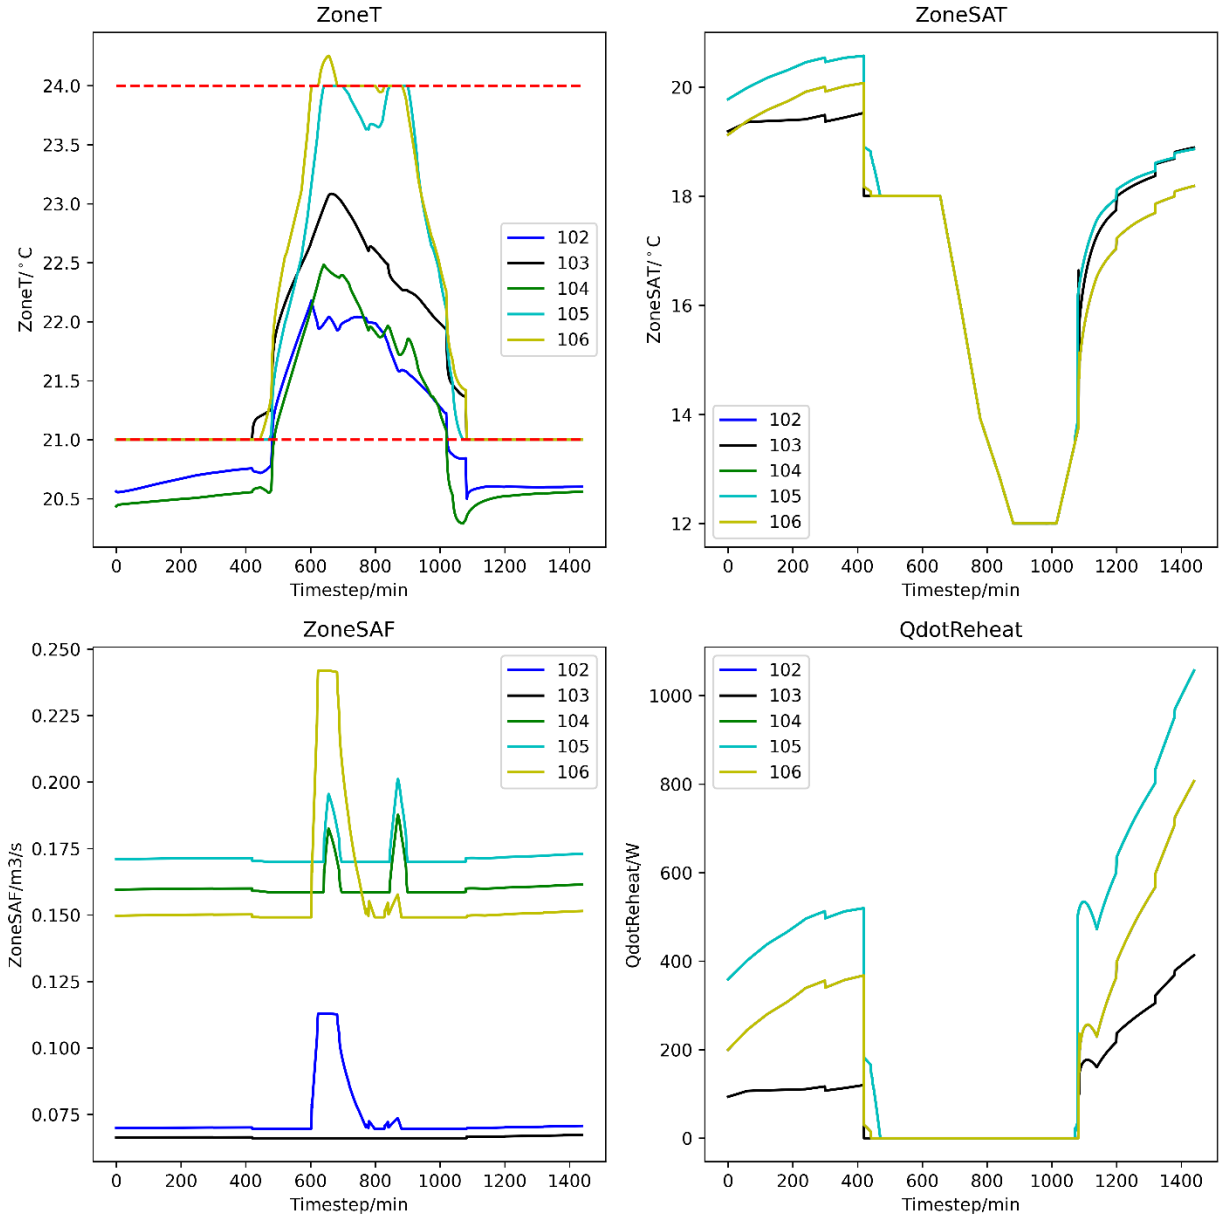 ZoneT
24.0
23.5
23.0
22.5
22.0
21.5
21.0
20.5
ZoneT/°C
0 200 400 600 800 1000 1200 1400
Timestep/min
102
103
104
105
106
ZoneSAT
20
18
16
14
12
ZoneSAT/°C
0 200 400 600 800 1000 1200 1400
Timestep/min
102
103
104
105
106
ZoneSAF
0.250
0.225
0.200
0.175
0.150
0.125
0.100
0.075
ZoneSAF/m3/s
0 200 400 600 800 1000 1200 1400
Timestep/min
102
103
104
105
106
QdotReheat
1000
800
600
400
200
0
QdotReheat/W
0 200 400 600 800 1000 1200 1400
Timestep/min
102
103
104
105
106